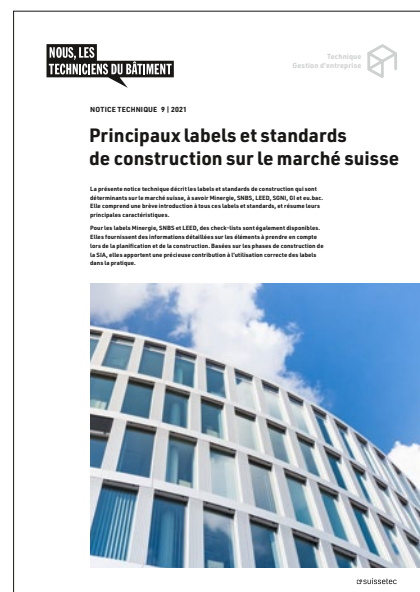 NOUS, LES
TECHNICIENS DU BÂTIMENT
Technique
Gestion d'entreprise
NOTICE TECHNIQUE 9 | 2021
Principaux labels et standards
de construction sur le marché suisse
La présente notice technique décrit les labels et standards de construction qui sont
déterminants sur le marché suisse, à savoir Minergie, SNBS, LEED, SGNI, GI et eu.bac.
Elle comprend une brève introduction à tous ces labels et standards, et résume leurs
principales caractéristiques.
Pour les labels Minergie, SNBS et LEED, des check-lists sont également disponibles.
Elles fournissent des informations détaillées sur les éléments à prendre en compte
lors de la planification et de la construction. Basées sur les phases de construction de
la SIA, elles apportent une précieuse contribution à l'utilisation correcte des labels
dans la pratique.
suissetec